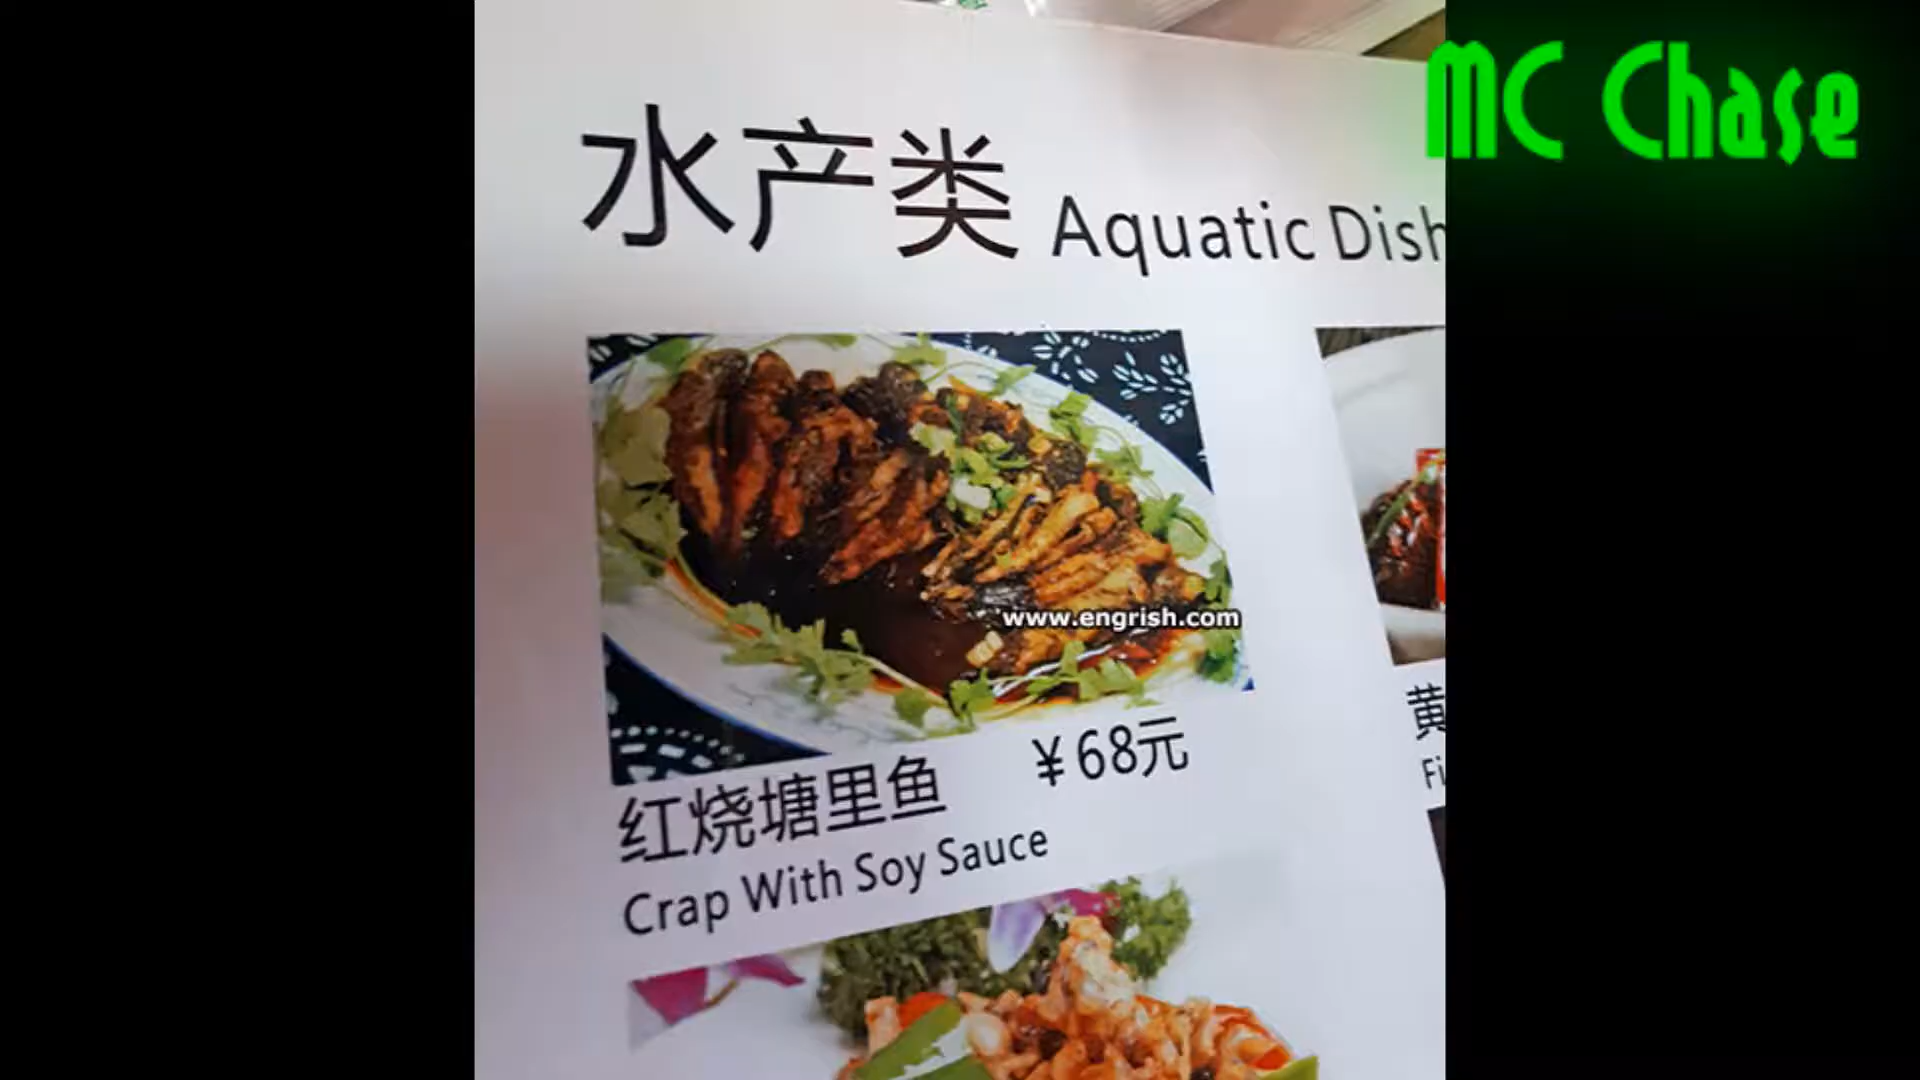 MC Chase
水产类 Aquatic Dish
www.engrish.com
红烧塘里鱼 ¥68元
Crap With Soy Sauce
黄
Fi